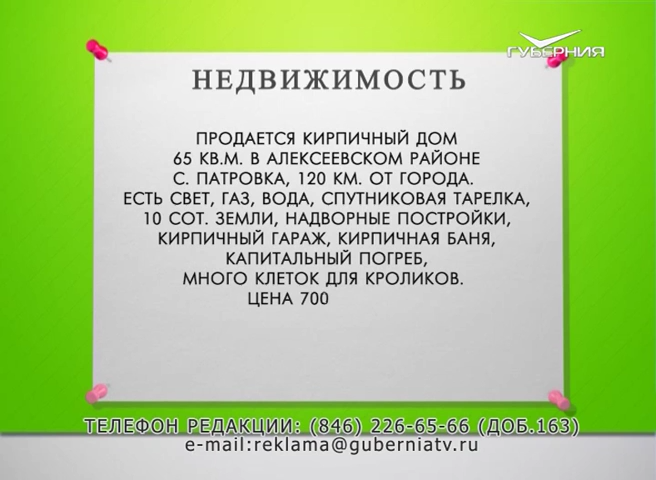 ГУБЕРНИЯ
НЕДВИЖИМОСТЬ
ПРОДАЕТСЯ КИРПИЧНЫЙ ДОМ
65 КВ.М. В АЛЕКСЕЕВСКОМ РАЙОНЕ
С. ПАТРОВКА, 120 КМ. ОТ ГОРОДА.
ЕСТЬ СВЕТ, ГАЗ, ВОДА, СПУТНИКОВАЯ ТАРЕЛКА,
10 СОТ. ЗЕМЛИ, НАДВОРНЫЕ ПОСТРОЙКИ,
КИРПИЧНЫЙ ГАРАЖ, КИРПИЧНАЯ БАНЯ,
КАПИТАЛЬНЫЙ ПОГРЕБ,
МНОГО КЛЕТОК ДЛЯ КРОЛИКОВ.
ЦЕНА 700
ТЕЛЕФОН РЕДАКЦИИ: (846) 226-65-66 (ДОБ.163)
e-mail:reklama@guberniatv.ru